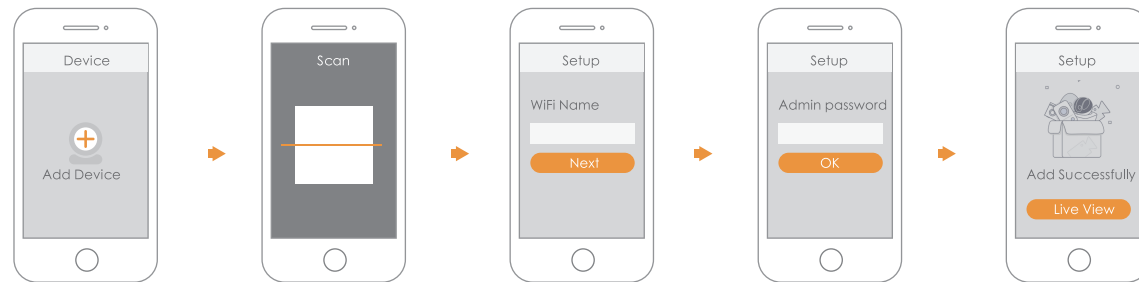 Device
Add Device
Scan
Setup
WiFi Name
Next
Setup
Admin password
OK
Setup
Add Successfully
Live View